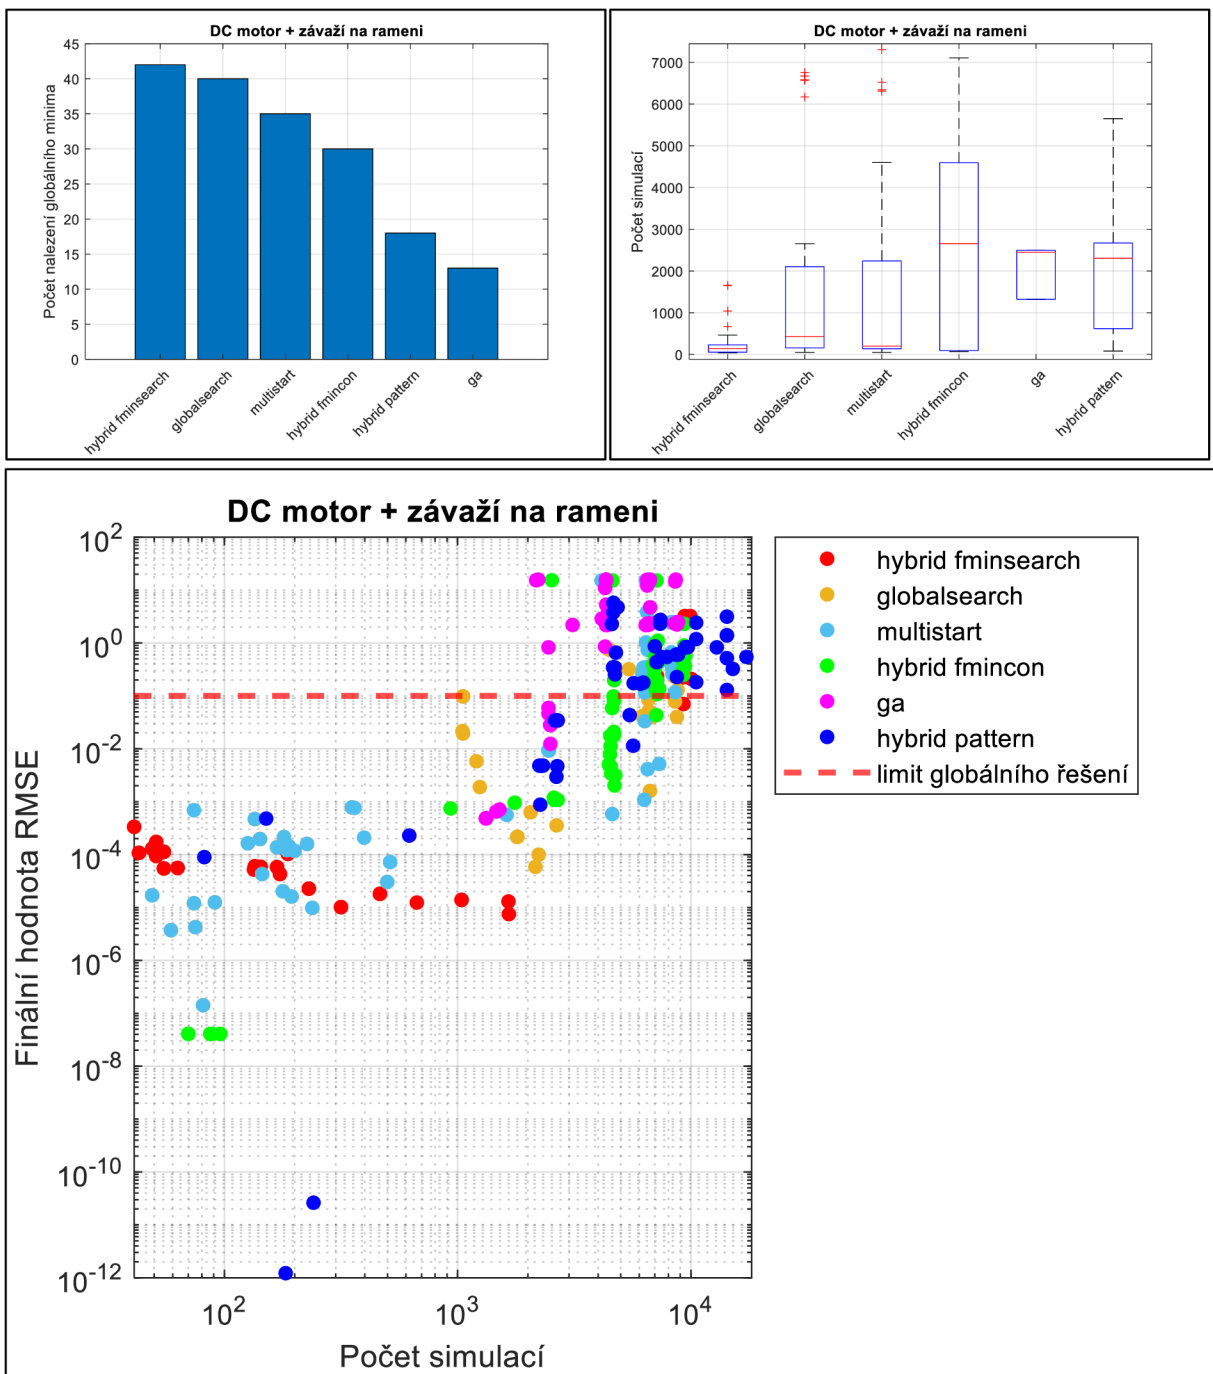 DC motor + závaží na rameni
Počet nalezení globálního minima
45
40
35
30
25
20
15
10
5
0
hybrid fminsearch
globalsearch
multistart
hybrid fmincon
hybrid pattern
ga
DC motor + závaží na rameni
Počet simulací
7000
6000
5000
4000
3000
2000
1000
0
hybrid fminsearch
globalsearch
multistart
hybrid fmincon
ga
hybrid pattern
DC motor + závaží na rameni
Finální hodnota RMSE
10^2
10^0
10^-2
10^-4
10^-6
10^-8
10^-10
10^-12
10^2
10^3
10^4
Počet simulací
hybrid fminsearch
globalsearch
multistart
hybrid fmincon
ga
hybrid pattern
limit globálního řešení